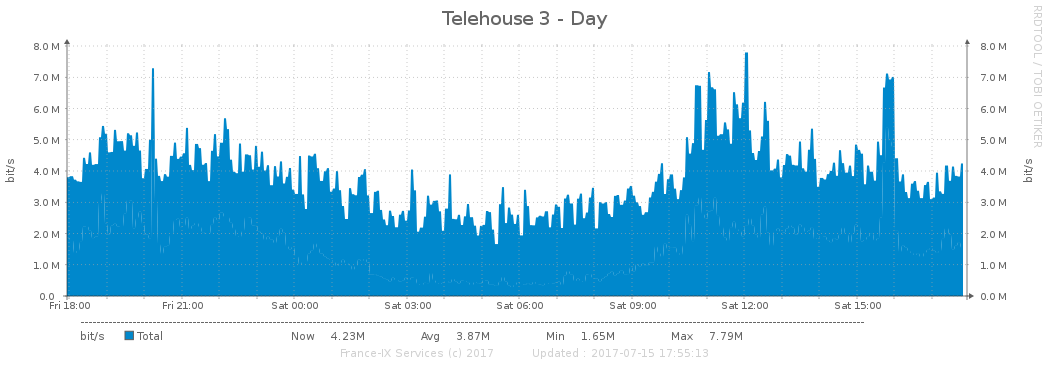 Telehouse 3 - Day
RRDTOOL / TOBI OETIKER
8.0 M 8.0 M
7.0 M 7.0 M
6.0 M 6.0 M
5.0 M 5.0 M
4.0 M 4.0 M
3.0 M 3.0 M
2.0 M 2.0 M
1.0 M 1.0 M
0.0 0.0 M
bit/s bit/s
Fri 18:00 Fri 21:00 Sat 00:00 Sat 03:00 Sat 06:00 Sat 09:00 Sat 12:00 Sat 15:00
bit/s Total Now 4.23M Avg 3.87M Min 1.65M Max 7.79M
France-IX Services (c) 2017 Updated : 2017-07-15 17:55:13